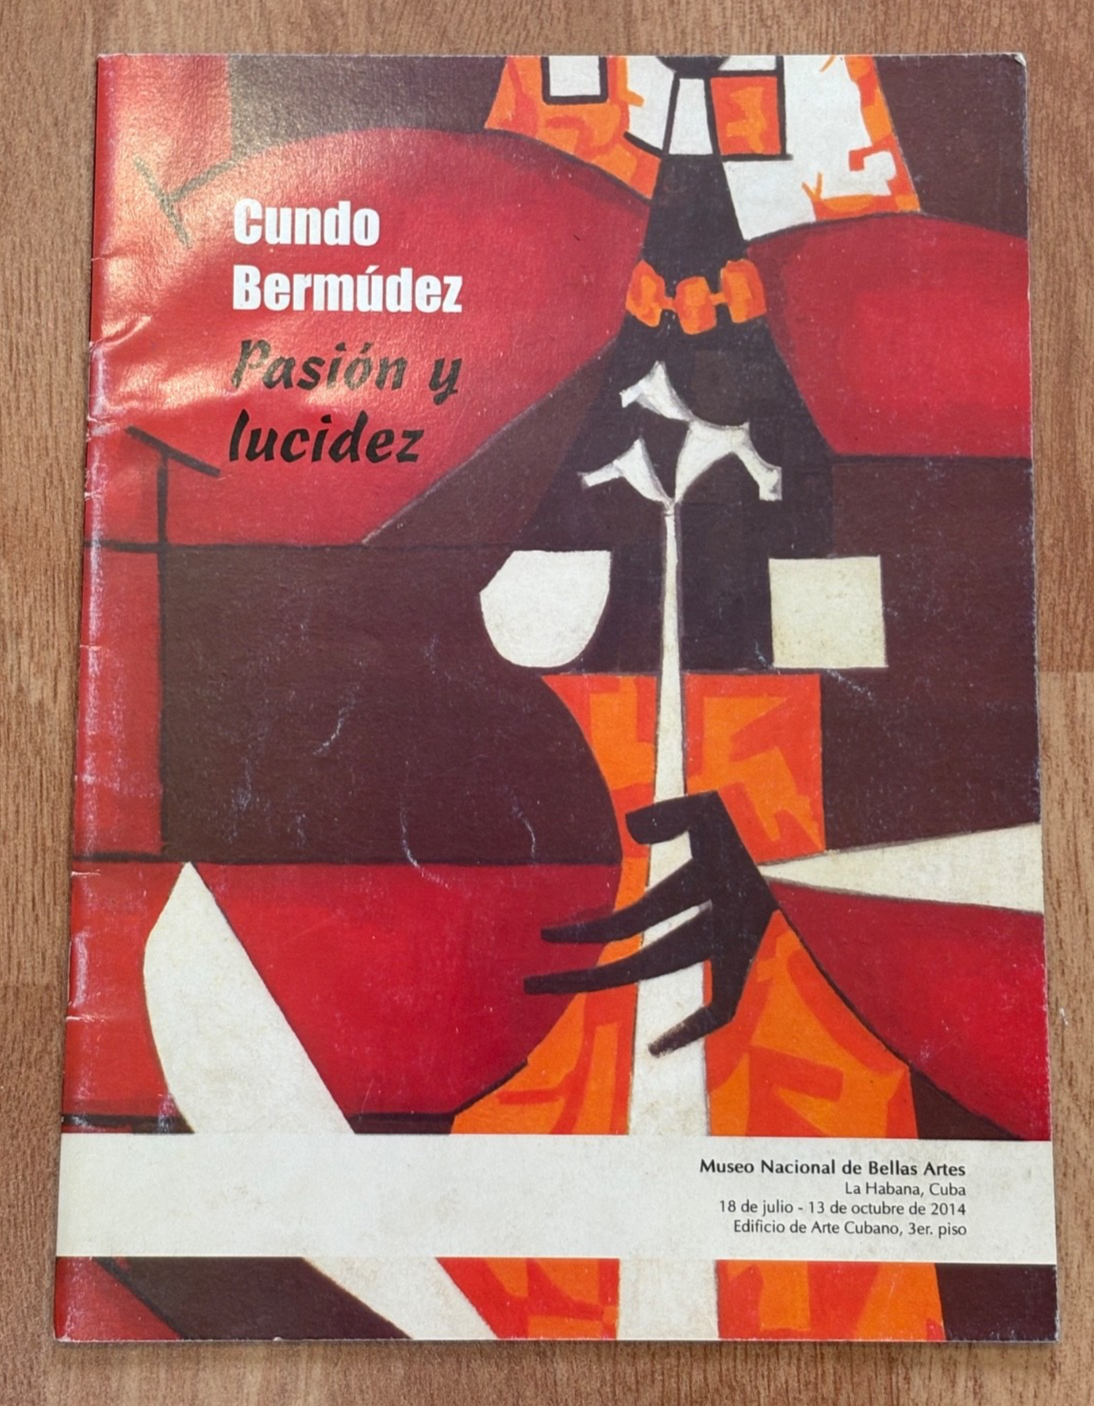 Cundo
Bermúdez
Pasión y
lucidez
Museo Nacional de Bellas Artes
La Habana, Cuba
18 de julio - 13 de octubre de 2014
Edificio de Arte Cubano, 3er. piso